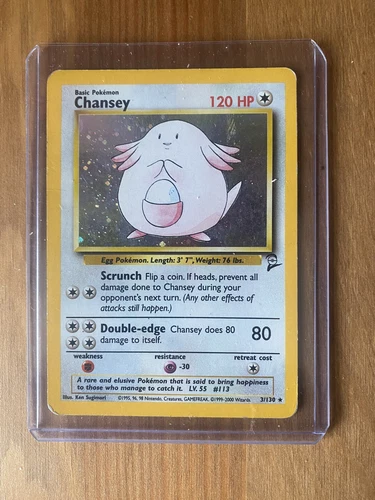 Basic Pokémon
Chansey
120 HP
Egg Pokémon. Length: 3' 7", Weight: 76 lbs.
Scrunch Flip a coin. If heads, prevent all
damage done to Chansey during your
opponent's next turn. (Any other effects of
attacks still happen.)
Double-edge Chansey does 80
damage to itself.
80
weakness
resistance
retreat cost
-30
A rare and elusive Pokémon that is said to bring happiness
to those who manage to catch it. LV. 55 #113
Illus. Ken Sugimori
©1995, 96, 98 Nintendo, Creatures, GAMEFREAK. ©1999-2000 Wizards.
3/130 ★